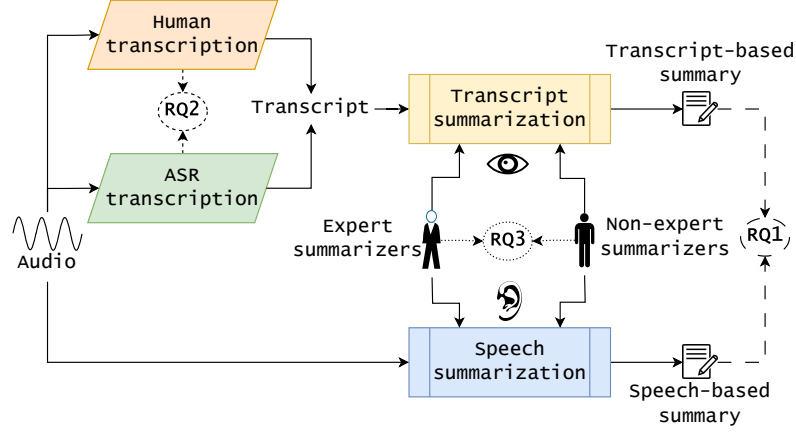 Human
transcription
RQ2
ASR
transcription
Audio
Transcript
Transcript
summarization
Transcript-based
summary
Expert
summarizers
RQ3
Non-expert
summarizers
RQ1
Speech
summarization
Speech-based
summary